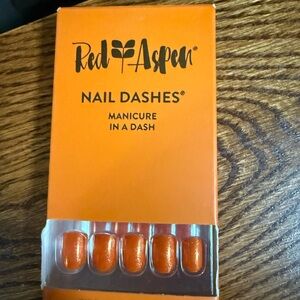 Red Aspen®
NAIL DASHES®
MANICURE
IN A DASH